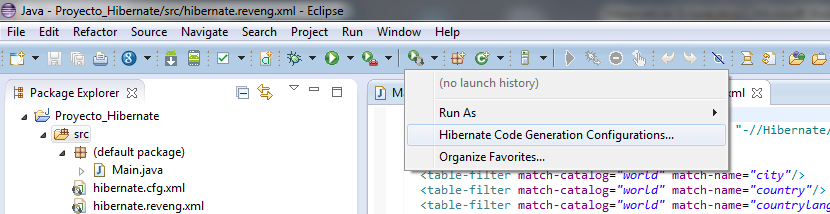 Java - Proyecto_Hibernate/src/hibernate.reveng.xml - Eclipse
File Edit Refactor Source Navigate Search Project Run Window Help
Package Explorer
xml
(no launch history)
Proyecto_Hibernate
Run As
src
Hibernate Code Generation Configurations...
"-//Hibernate/
(default package)
Organize Favorites...
Main.java
<table-filter match-catalog="world" match-name="city"/>
hibernate.cfg.xml
<table-filter match-catalog="world" match-name="country"/>
hibernate.reveng.xml
<table-filter match-catalog="world" match-name="countrylang